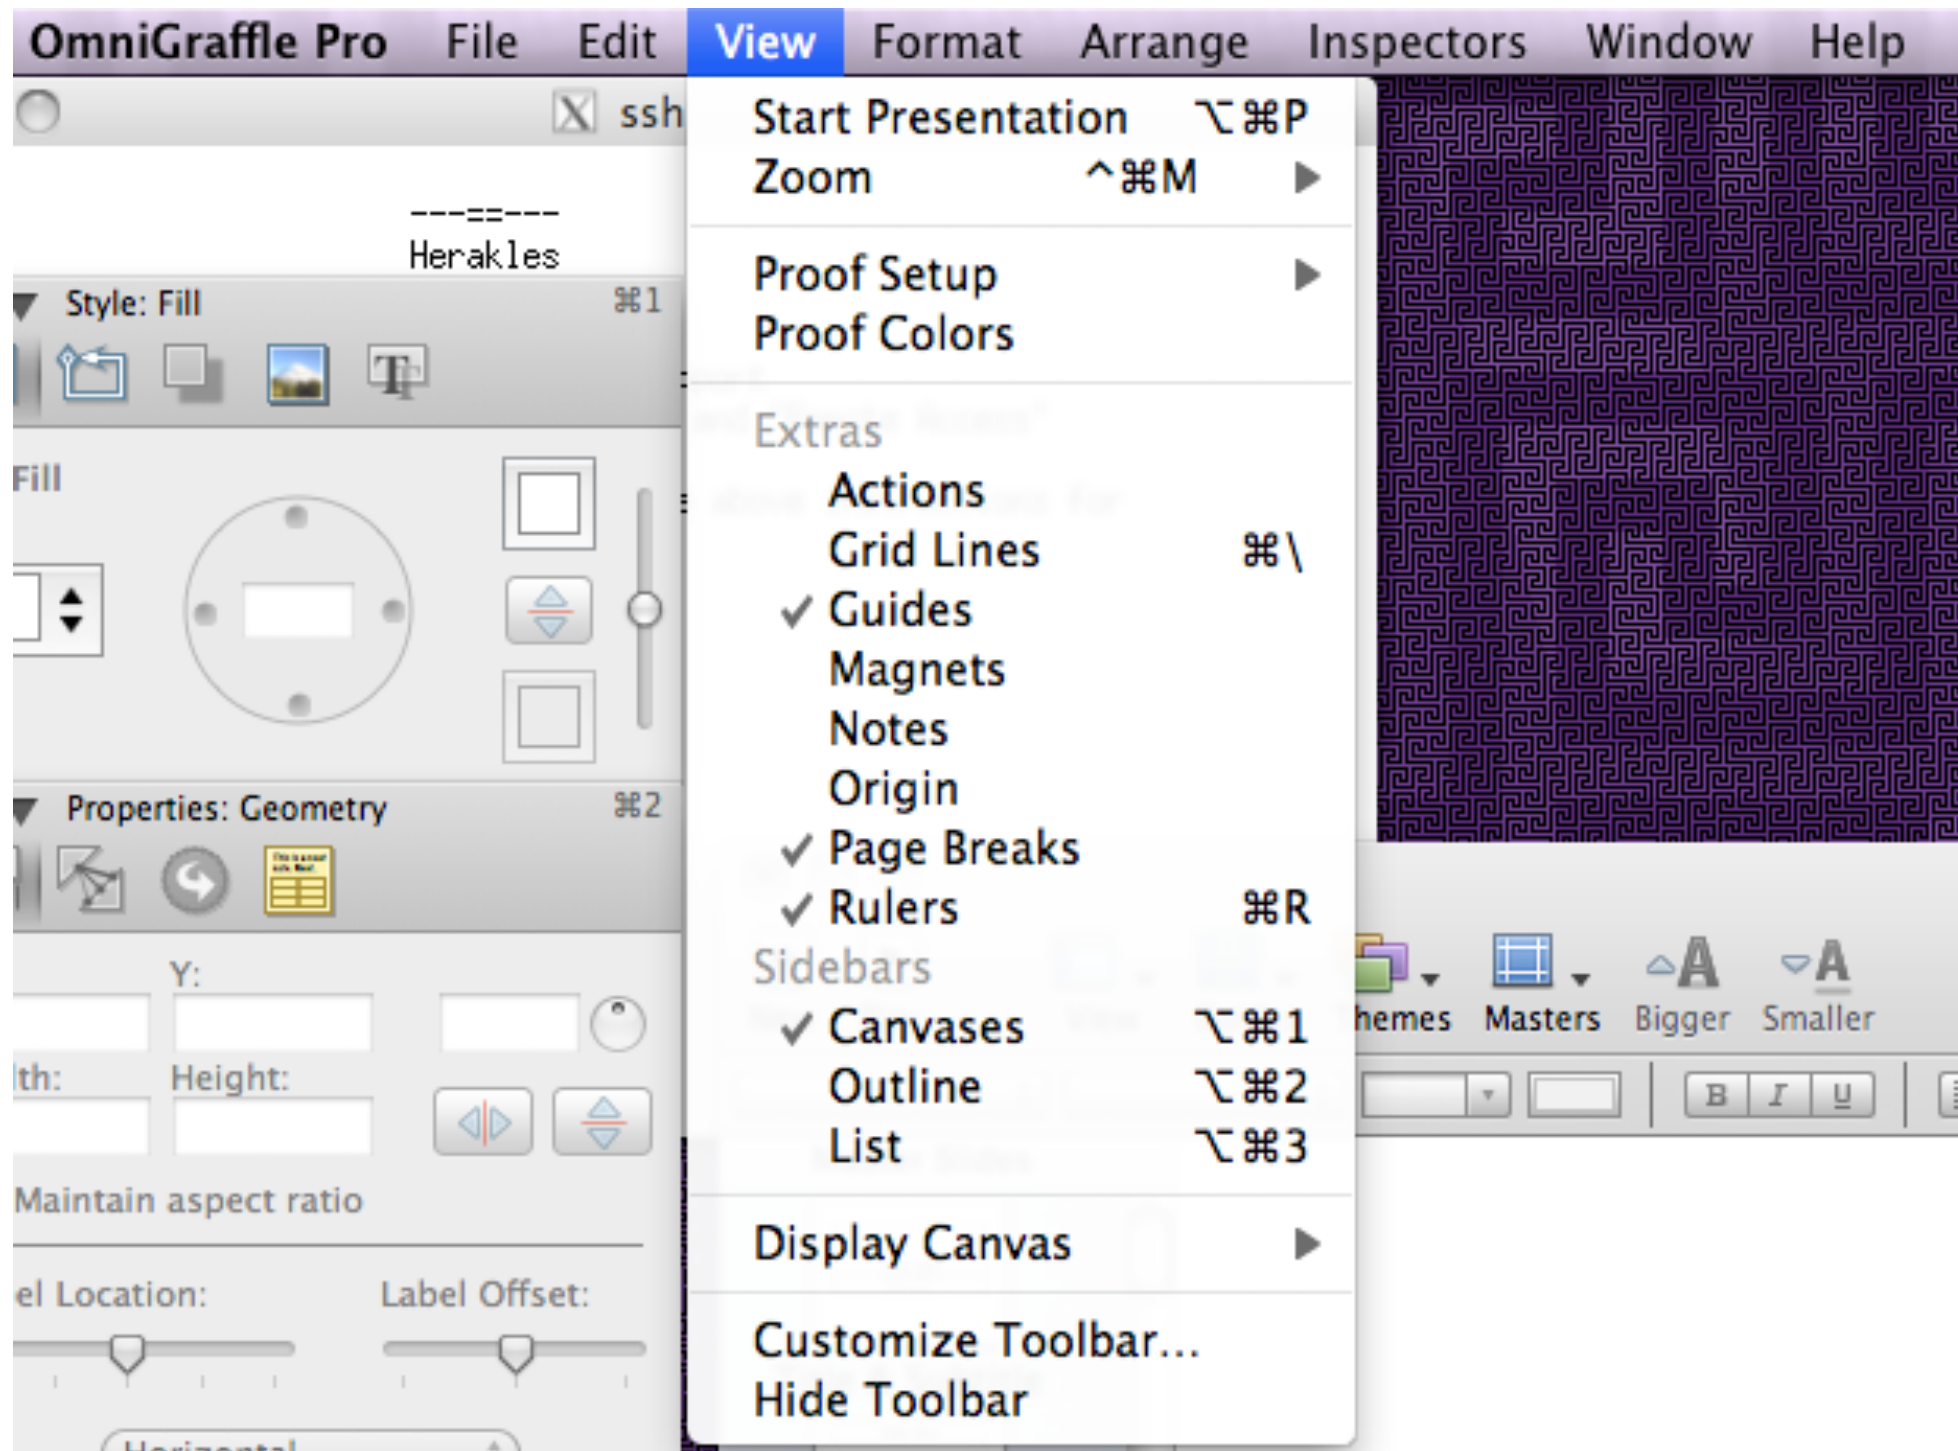 OmniGraffle Pro File Edit View Format Arrange Inspectors Window Help
ssh
---==---
Herakles
Style: Fill ⌘1
Fill
Properties: Geometry ⌘2
Y:
Height:
Maintain aspect ratio
Location:
Label Offset:
Horizontal
Start Presentation ⌥⌘P
Zoom ^⌘M
Proof Setup
Proof Colors
Extras
Actions
Grid Lines ⌘\
✓ Guides
Magnets
Notes
Origin
✓ Page Breaks
✓ Rulers ⌘R
Sidebars
✓ Canvases ⌥⌘1
Outline ⌥⌘2
List ⌥⌘3
Display Canvas
Customize Toolbar...
Hide Toolbar
hemes Masters Bigger Smaller
B I U